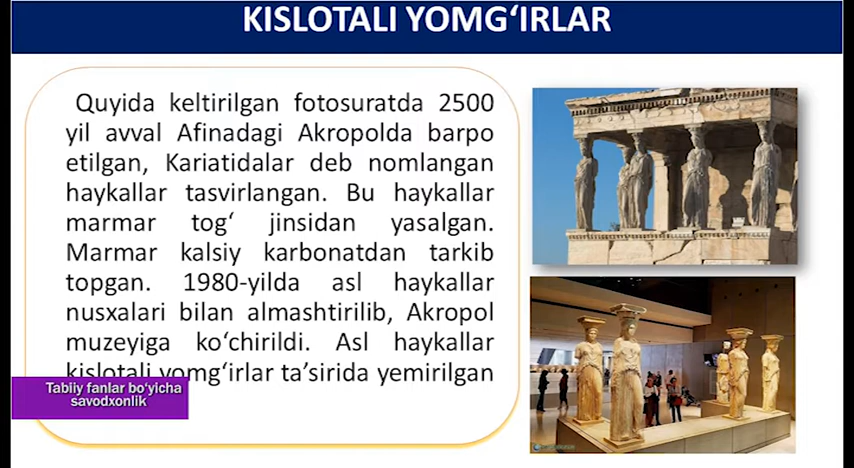 KISLOTALI YOMG‘IRLAR
Quyida keltirilgan fotosuratda 2500
yil avval Afinadagi Akropolda barpo
etilgan, Kariatidalar deb nomlangan
haykallar tasvirlangan. Bu haykallar
marmar tog‘ jinsidan yasalgan.
Marmar kalsiy karbonatdan tarkib
topgan. 1980-yilda asl haykallar
nusxalari bilan almashtirilib, Akropol
muzeyiga ko‘chirildi. Asl haykallar
kislotali yomg‘irlar ta’sirida yemirilgan
Tabiiy fanlar bo‘yicha
savodxonlik